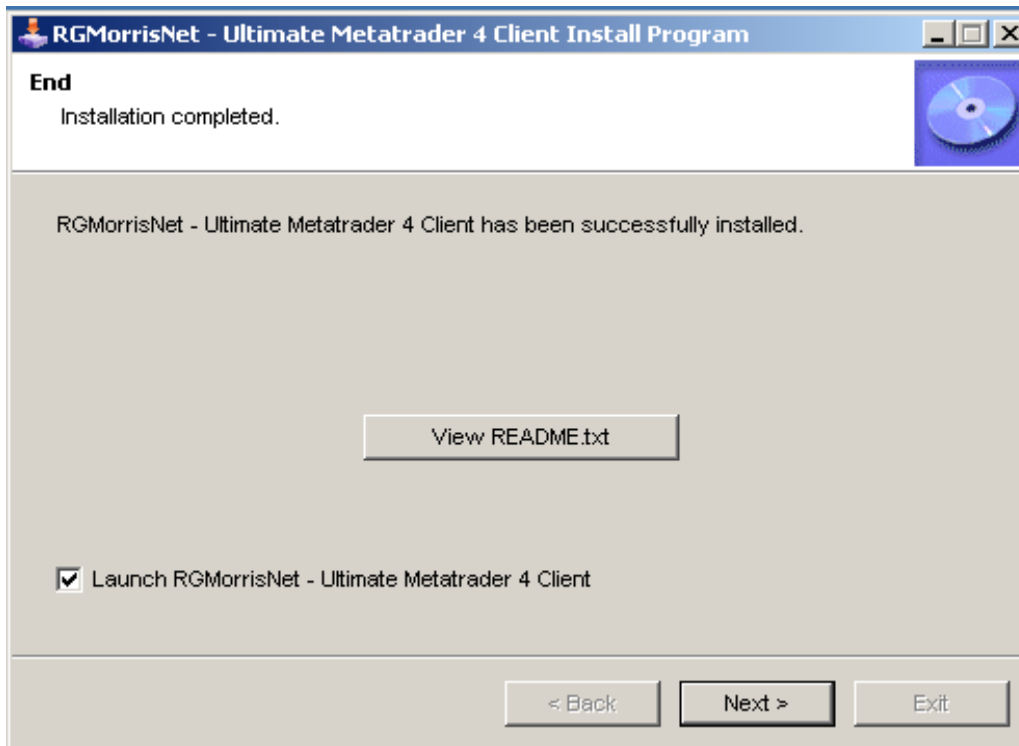 RGMorrisNet - Ultimate Metatrader 4 Client Install Program
End
Installation completed.
RGMorrisNet - Ultimate Metatrader 4 Client has been successfully installed.
View README.txt
Launch RGMorrisNet - Ultimate Metatrader 4 Client
< Back
Next >
Exit